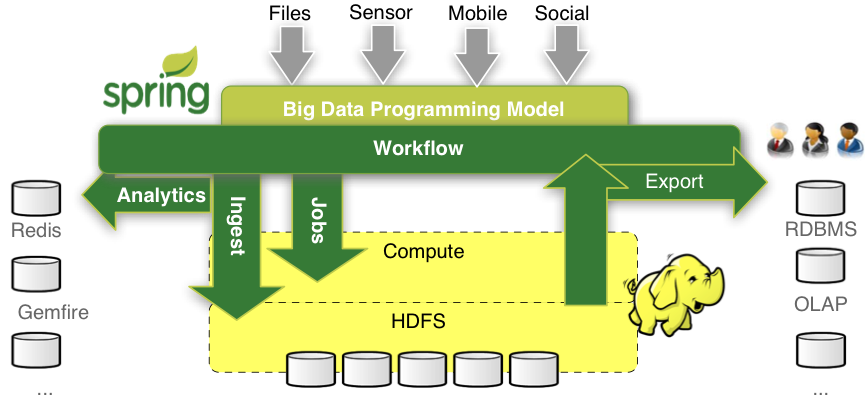 Files
Sensor
Mobile
Social
spring
Big Data Programming Model
Workflow
Analytics
Ingest
Jobs
Export
Redis
RDBMS
Compute
Gemfire
OLAP
HDFS
...
...